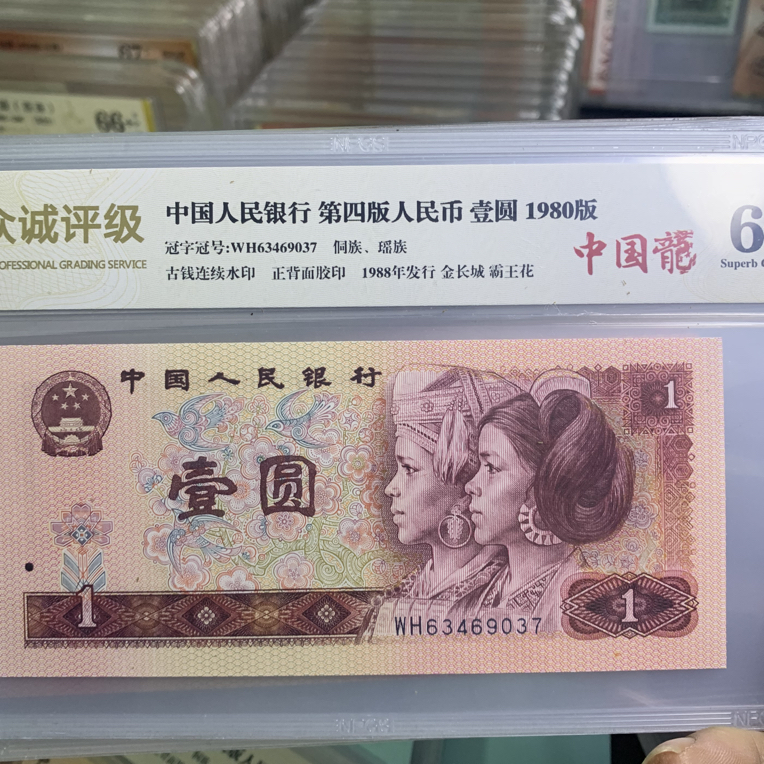 众诚评级
PROFESSIONAL GRADING SERVICE
中国人民银行 第四版人民币 壹圆 1980版
冠字冠号:WH63469037 侗族、瑶族
古钱连续水印 正背面胶印 1988年发行 金长城 霸王花
中国龍
6
Superb
中国人民银行
1
壹圆
1
WH63469037
1
66
67